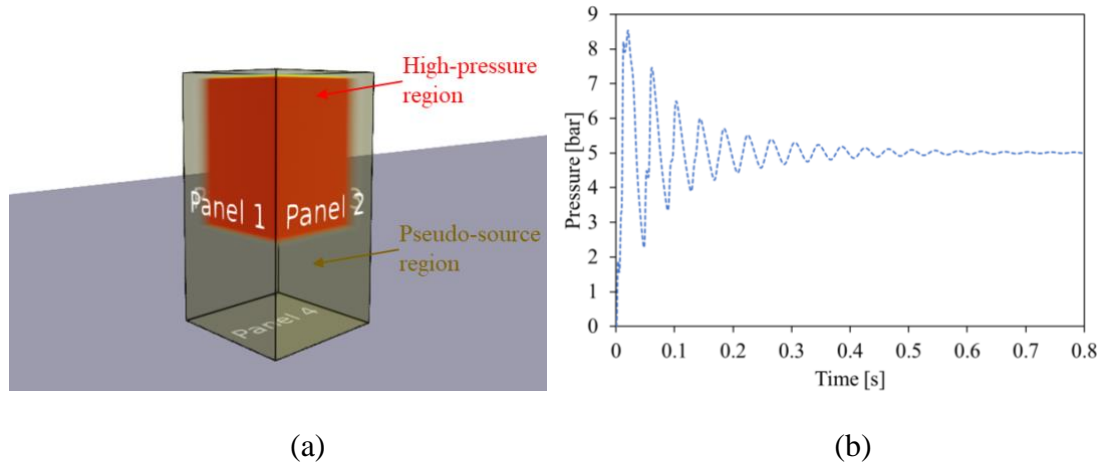 High-pressure
region
Panel 1
Panel 2
Pseudo-source
region
Panel 4
(a)
9
8
7
6
5
4
3
2
1
0
Pressure [bar]
0 0.1 0.2 0.3 0.4 0.5 0.6 0.7 0.8
Time [s]
(b)